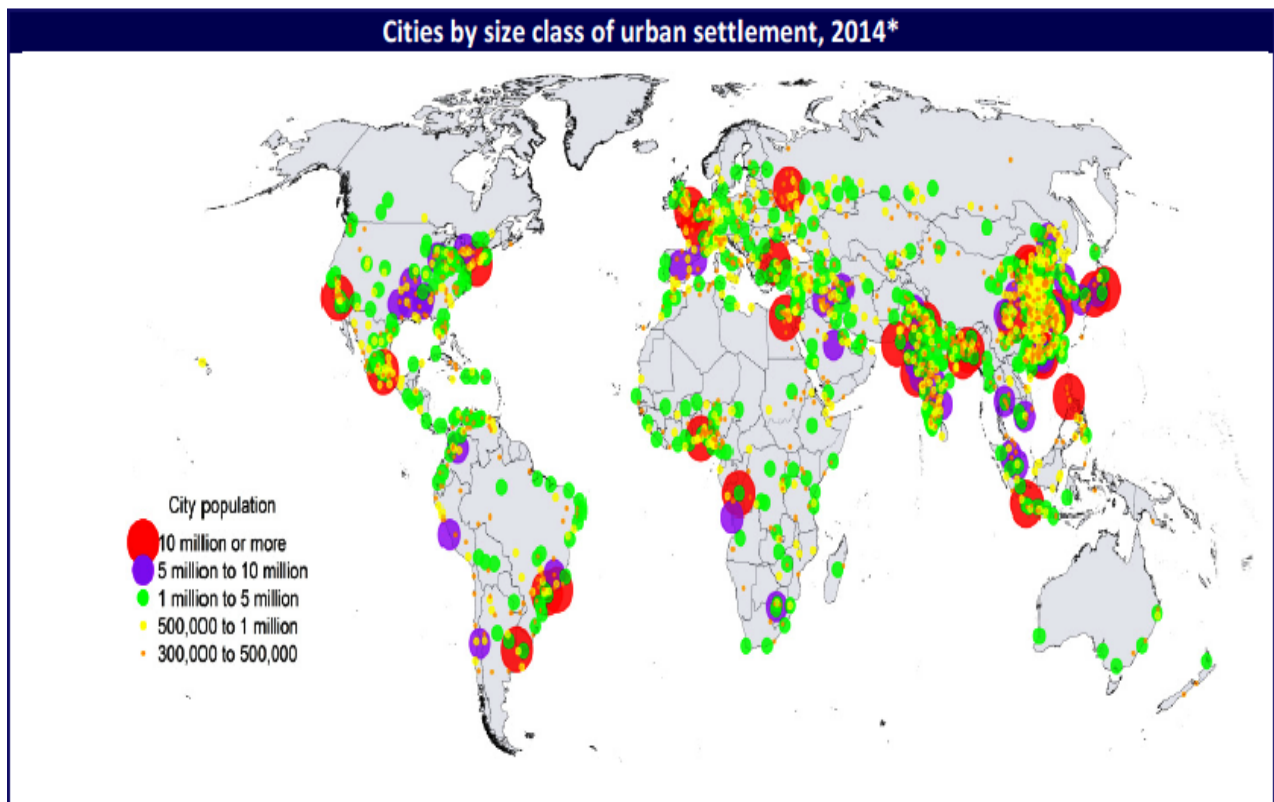 Cities by size class of urban settlement, 2014*
City population
10 million or more
5 million to 10 million
1 million to 5 million
500,000 to 1 million
300,000 to 500,000